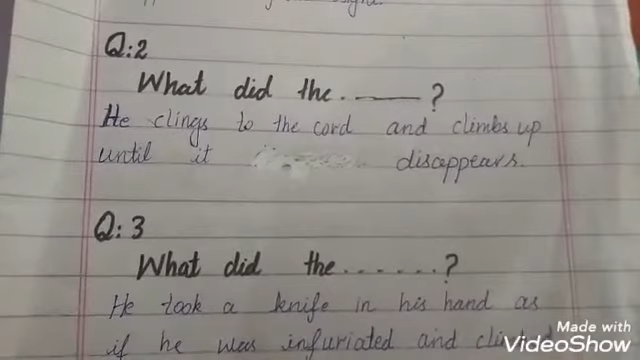 Q:2
What did the. ——— ?
He clings to the cord and climbs up
until it disappears.
Q: 3
What did the......?
He took a knife in his hand as
if he was infuriated and
Made with
VideoShow